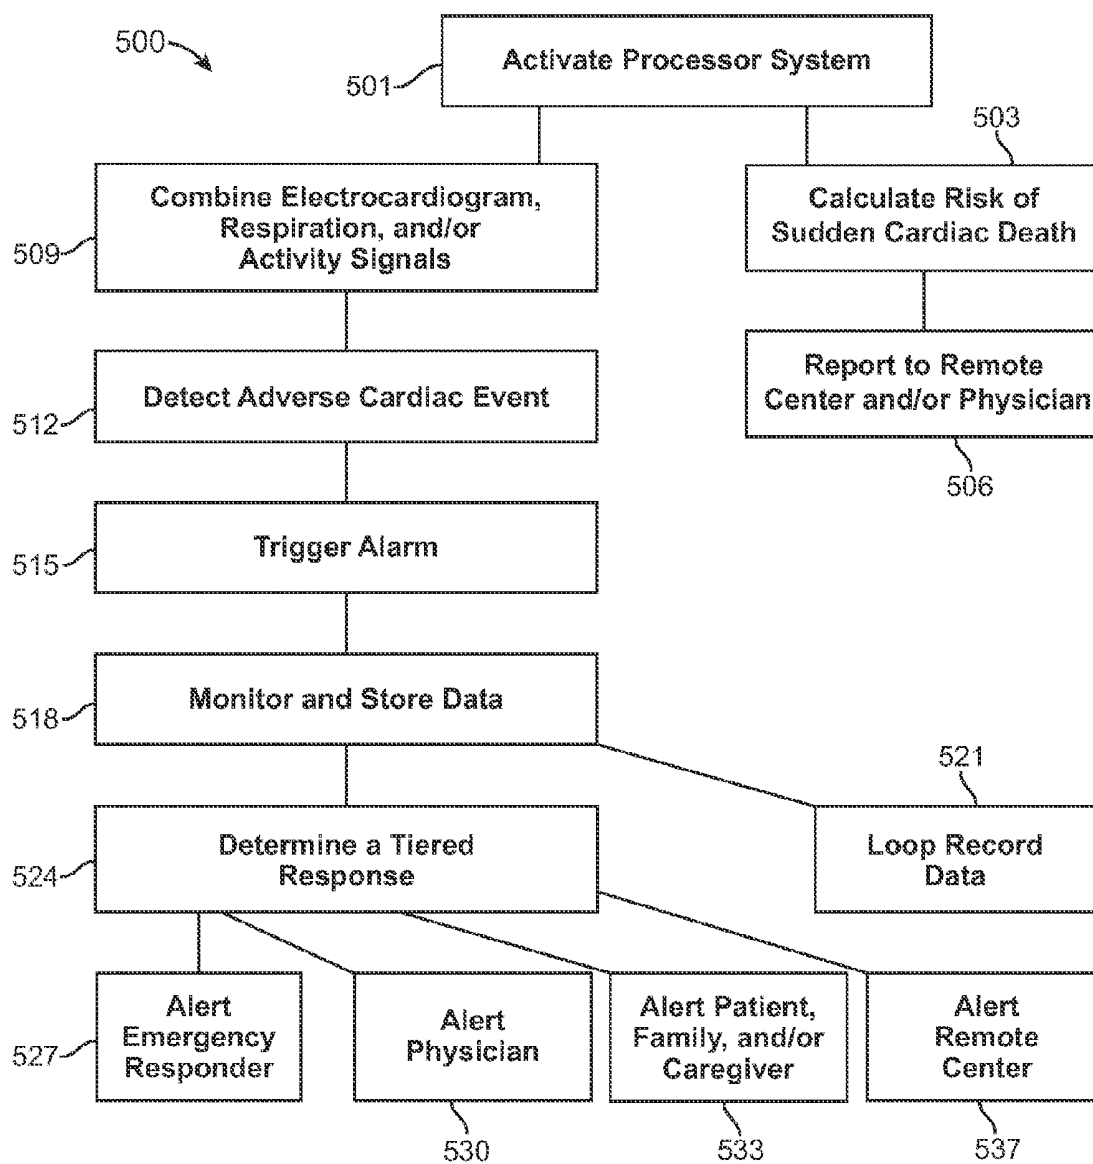 500
Activate Processor System
501
503
Combine Electrocardiogram,
Respiration, and/or
Activity Signals
509
Calculate Risk of
Sudden Cardiac Death
Detect Adverse Cardiac Event
512
Report to Remote
Center and/or Physician
506
Trigger Alarm
515
Monitor and Store Data
518
521
Determine a Tiered
Response
524
Loop Record
Data
Alert
Emergency
Responder
527
Alert
Physician
530
Alert Patient,
Family, and/or
Caregiver
533
Alert
Remote
Center
537